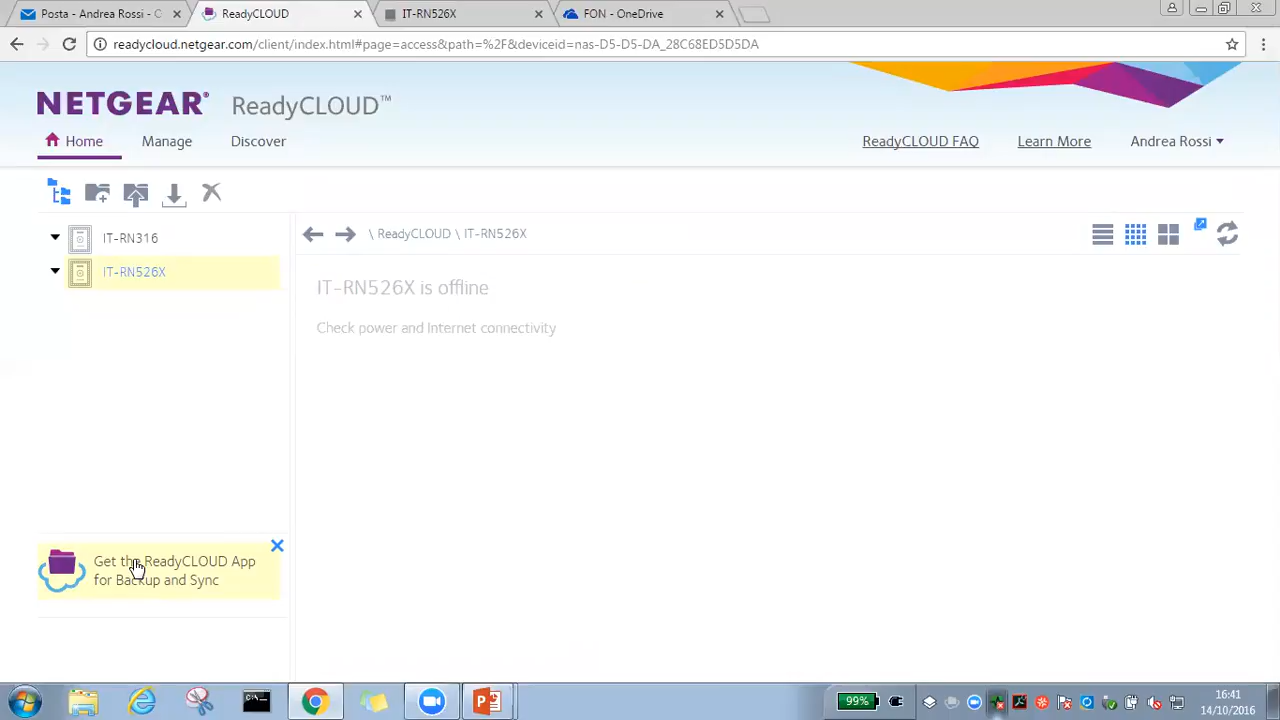 Posta - Andrea Rossi - C
ReadyCLOUD
IT-RN526X
FON - OneDrive
readycloud.netgear.com/client/index.html#page=access&path=%2F&deviceid=nas-D5-D5-DA_28C68ED5D5DA
NETGEAR® ReadyCLOUD™
Home
Manage
Discover
ReadyCLOUD FAQ
Learn More
Andrea Rossi
IT-RN316
\ ReadyCLOUD \ IT-RN526X
IT-RN526X
IT-RN526X is offline
Check power and Internet connectivity
Get the ReadyCLOUD App
for Backup and Sync
99%
16:41
14/10/2016